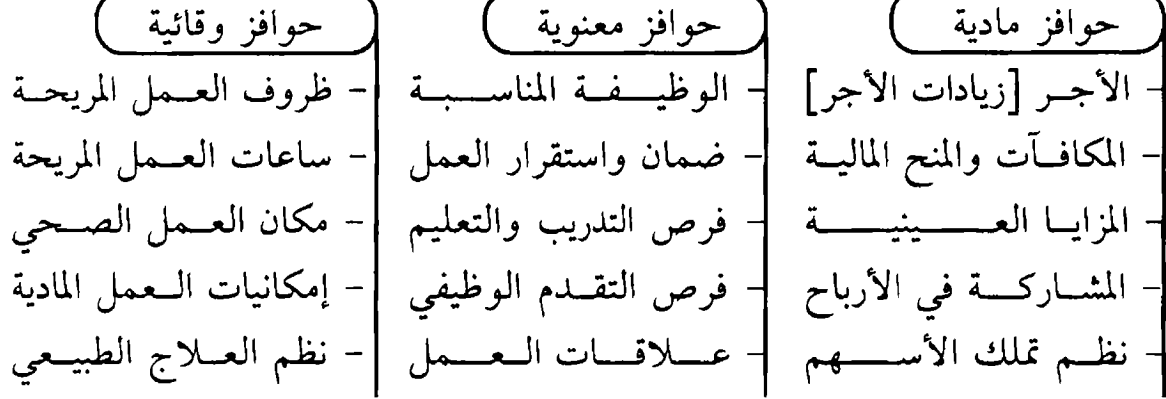 حوافز مادية
- الأجر [زيادات الأجر]
- المكافآت والمنح المالية
- المزايا العينية
- المشاركة في الأرباح
- نظم تملك الأسهم
حوافز معنوية
- الوظيفة المناسبة
- ضمان واستقرار العمل
- فرص التدريب والتعليم
- فرص التقدم الوظيفي
- علاقات العمل
حوافز وقائية
- ظروف العمل المريحة
- ساعات العمل المريحة
- مكان العمل الصحي
- إمكانيات العمل المادية
- نظم العلاج الطبيعي